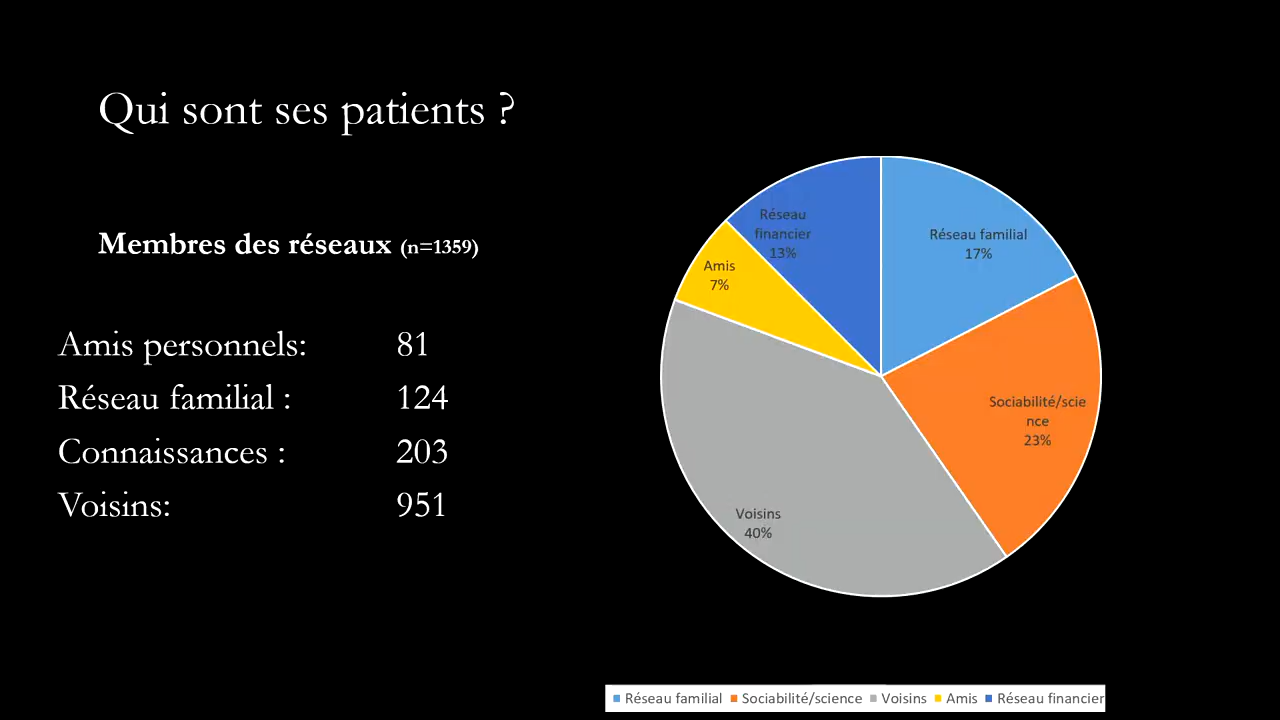 Qui sont ses patients ?
Membres des réseaux (n=1359)
Amis personnels: 81
Réseau familial : 124
Connaissances : 203
Voisins: 951
Réseau
financier
13%
Réseau familial
17%
Amis
7%
Sociabilité/scie
nce
23%
Voisins
40%
Réseau familial Sociabilité/science Voisins Amis Réseau financier